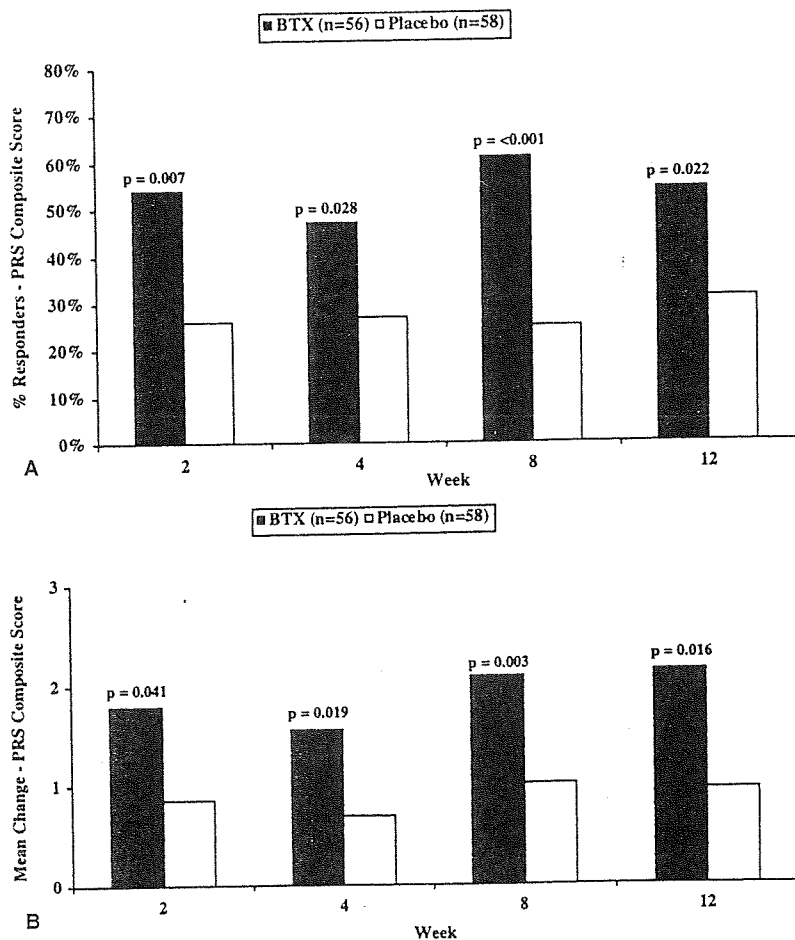 ■ BTX (n=56) □ Placebo (n=58)
% Responders - PRS Composite Score
80%
70%
60%
50%
40%
30%
20%
10%
0%
p = 0.007
p = 0.028
p = <0.001
p = 0.022
2
4
8
12
Week
A
■ BTX (n=56) □ Placebo (n=58)
Mean Change - PRS Composite Score
3
2
1
0
p = 0.041
p = 0.019
p = 0.003
p = 0.016
2
4
8
12
Week
B